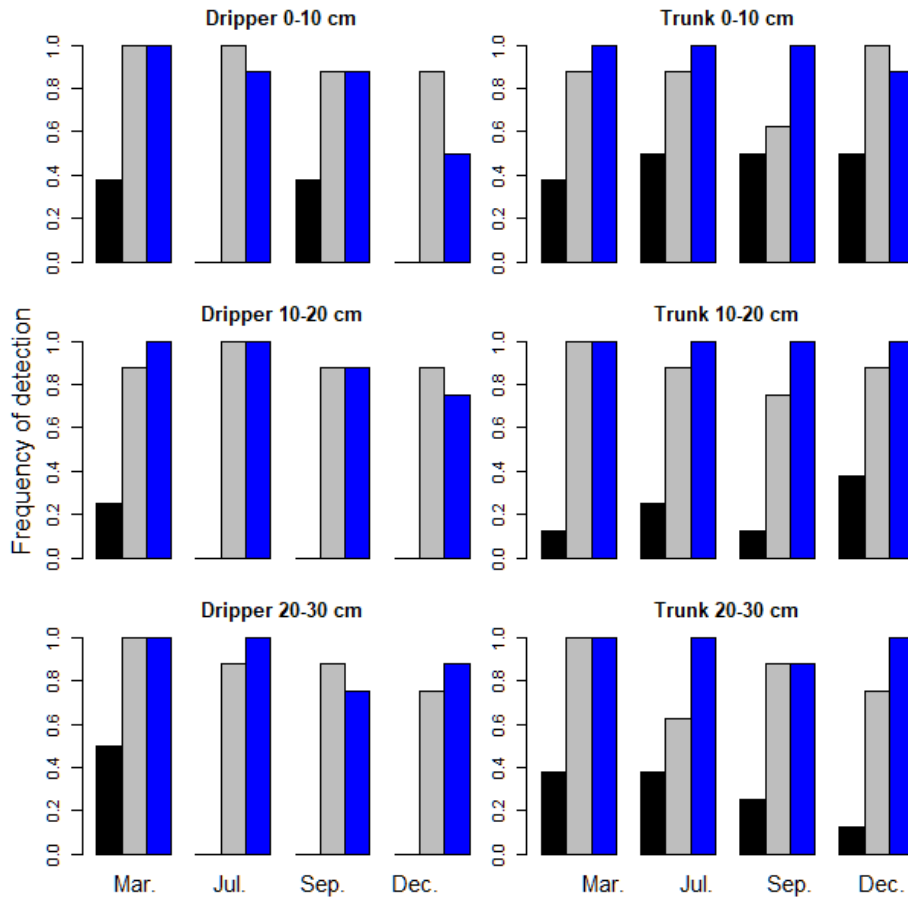 Dripper 0-10 cm
Trunk 0-10 cm
0.0 0.2 0.4 0.6 0.8 1.0
0.0 0.2 0.4 0.6 0.8 1.0
Frequency of detection
Dripper 10-20 cm
Trunk 10-20 cm
0.0 0.2 0.4 0.6 0.8 1.0
0.0 0.2 0.4 0.6 0.8 1.0
Dripper 20-30 cm
Trunk 20-30 cm
0.0 0.2 0.4 0.6 0.8 1.0
0.0 0.2 0.4 0.6 0.8 1.0
Mar. Jul. Sep. Dec.
Mar. Jul. Sep. Dec.